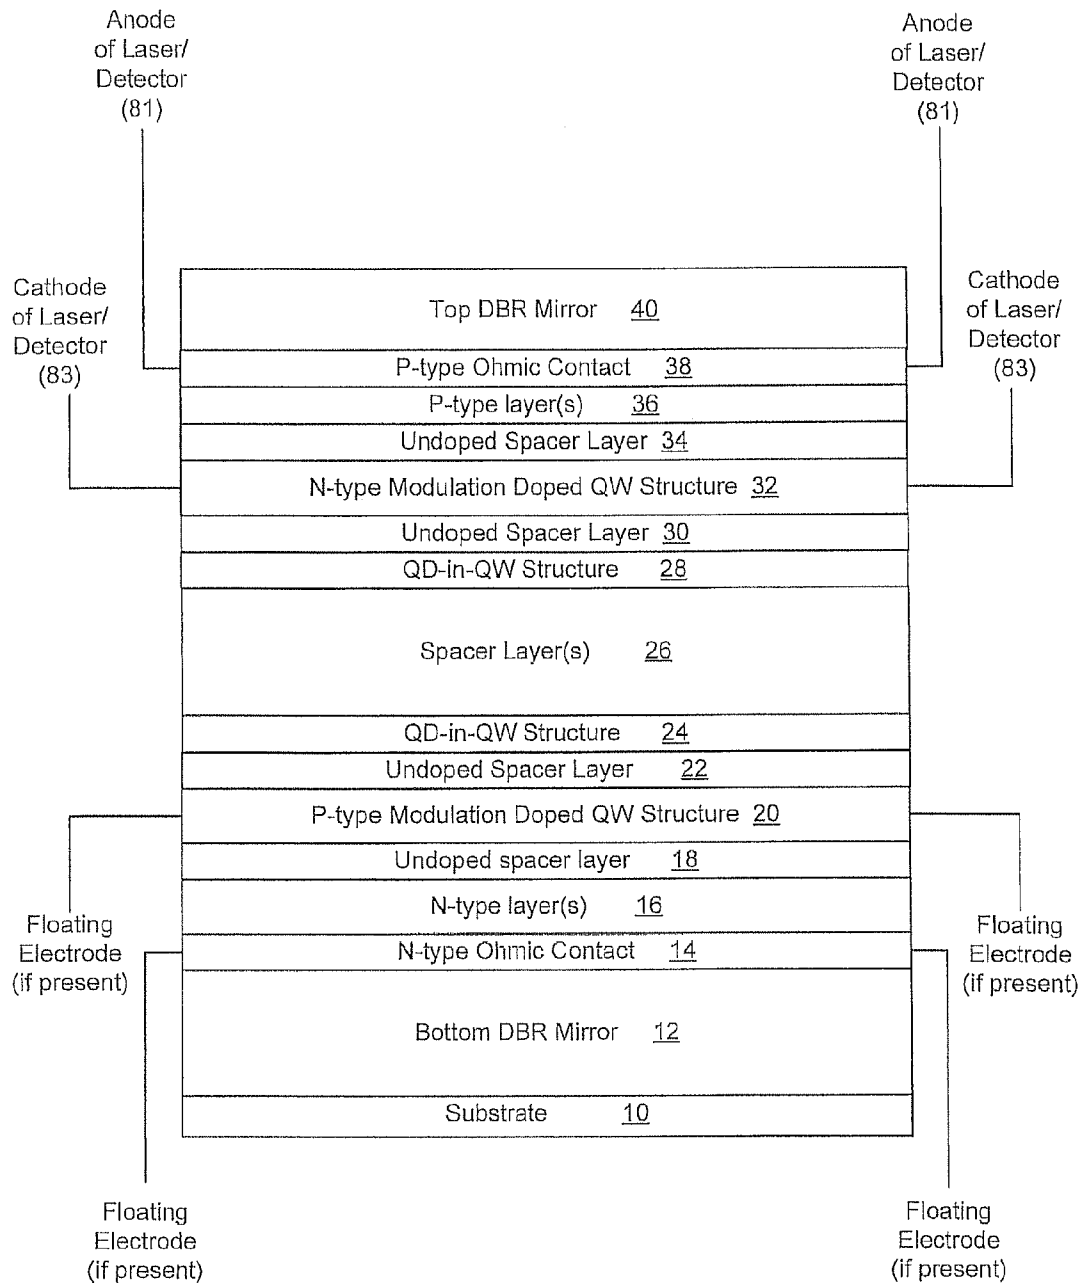 Anode
of Laser/
Detector
(81)
Anode
of Laser/
Detector
(81)
Cathode
of Laser/
Detector
(83)
Cathode
of Laser/
Detector
(83)
Top DBR Mirror 40
P-type Ohmic Contact 38
P-type layer(s) 36
Undoped Spacer Layer 34
N-type Modulation Doped QW Structure 32
Undoped Spacer Layer 30
QD-in-QW Structure 28
Spacer Layer(s) 26
QD-in-QW Structure 24
Undoped Spacer Layer 22
P-type Modulation Doped QW Structure 20
Undoped spacer layer 18
N-type layer(s) 16
N-type Ohmic Contact 14
Bottom DBR Mirror 12
Substrate 10
Floating
Electrode
(if present)
Floating
Electrode
(if present)
Floating
Electrode
(if present)
Floating
Electrode
(if present)